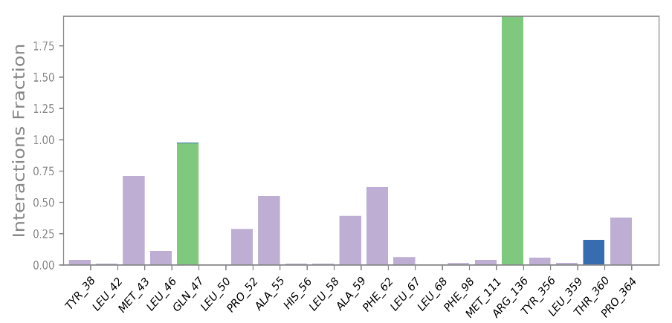 Interactions Fraction
1.75
1.50
1.25
1.00
0.75
0.50
0.25
0.00
TYR_38
LEU_42
MET_43
LEU_46
GLN_47
LEU_50
PRO_52
ALA_55
HIS_56
LEU_58
ALA_59
PHE_62
LEU_67
LEU_68
PHE_98
MET_111
ARG_136
TYR_356
LEU_359
THR_360
PRO_364